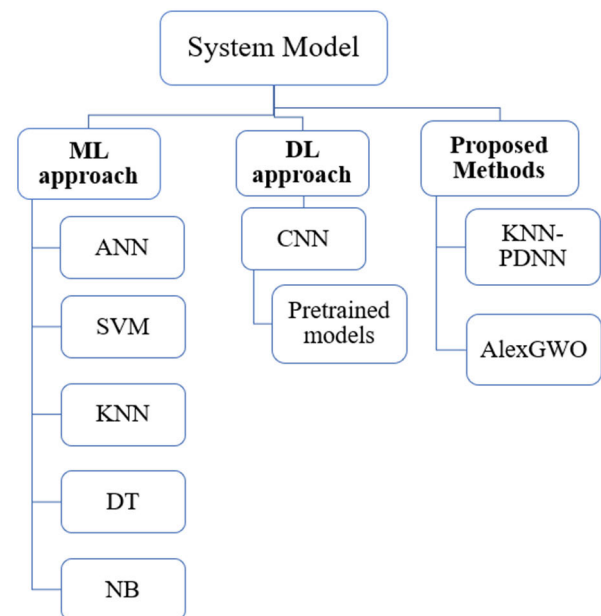 System Model
ML
approach
ANN
SVM
KNN
DT
NB
DL
approach
CNN
Pretrained
models
Proposed
Methods
KNN-
PDNN
AlexGWO